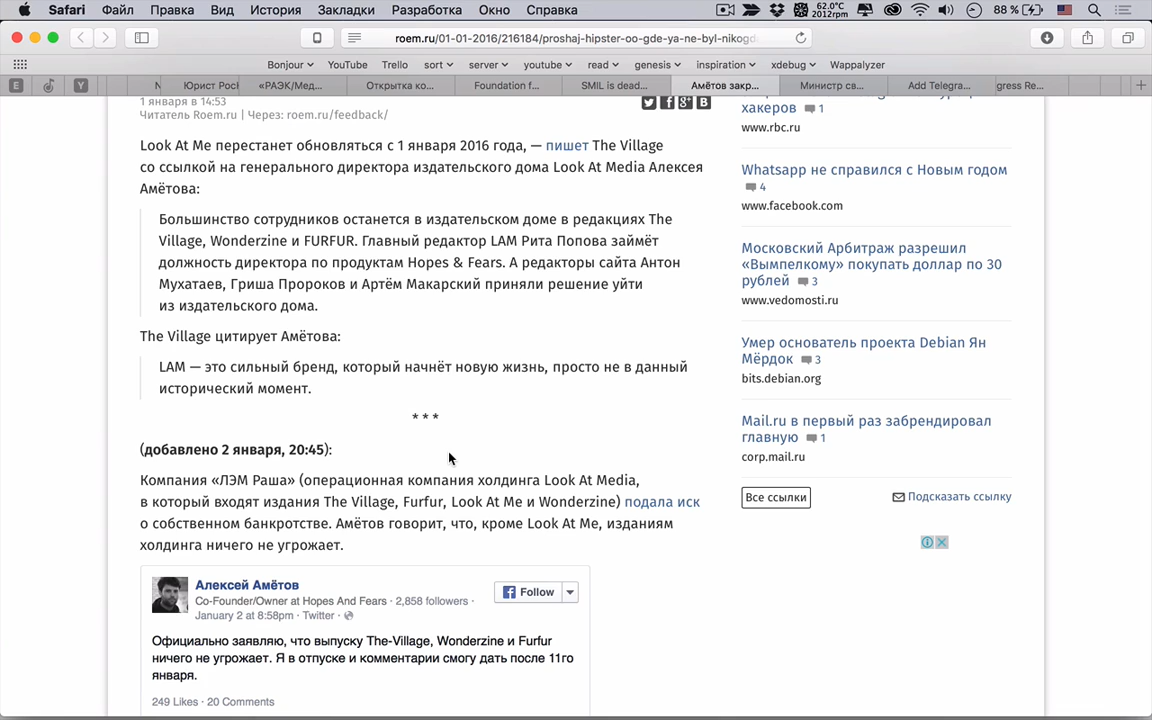 Safari Файл Правка Вид История Закладки Разработка Окно Справка 62.0°C 2012rpm 88 %
roem.ru/01-01-2016/216184/proshaj-hipster-oo-gde-ya-ne-byl-nikogd
Bonjour YouTube Trello sort server youtube read genesis inspiration xdebug Wappalyzer
Юрист Росн «РАЭК/Мед... Открытка ко... Foundation f... SMIL is dead... Амётов закр... Министр св... Add Telegra... gress Re...
1 января в 14:53
Читатель Roem.ru | Через: roem.ru/feedback/
Look At Me перестанет обновляться с 1 января 2016 года, — пишет The Village
со ссылкой на генерального директора издательского дома Look At Media Алексея
Амётова:
Большинство сотрудников останется в издательском доме в редакциях The
Village, Wonderzine и FURFUR. Главный редактор LAM Рита Попова займёт
должность директора по продуктам Hopes & Fears. А редакторы сайта Антон
Мухатаев, Гриша Пророков и Артём Макарский приняли решение уйти
из издательского дома.
The Village цитирует Амётова:
LAM — это сильный бренд, который начнёт новую жизнь, просто не в данный
исторический момент.
* * *
(добавлено 2 января, 20:45):
Компания «ЛЭМ Раша» (операционная компания холдинга Look At Media,
в который входят издания The Village, Furfur, Look At Me и Wonderzine) подала иск
о собственном банкротстве. Амётов говорит, что, кроме Look At Me, изданиям
холдинга ничего не угрожает.
Алексей Амётов
Follow
Co-Founder/Owner at Hopes And Fears · 2,858 followers ·
January 2 at 8:58pm · Twitter ·
Официально заявляю, что выпуску The-Village, Wonderzine и Furfur
ничего не угрожает. Я в отпуске и комментарии смогу дать после 11го
января.
249 Likes · 20 Comments
хакеров 1
www.rbc.ru
Whatsapp не справился с Новым годом
4
www.facebook.com
Московский Арбитраж разрешил
«Вымпелкому» покупать доллар по 30
рублей 3
www.vedomosti.ru
Умер основатель проекта Debian Ян
Мёрдок 3
bits.debian.org
Mail.ru в первый раз забрендировал
главную 1
corp.mail.ru
Все ссылки Подсказать ссылку